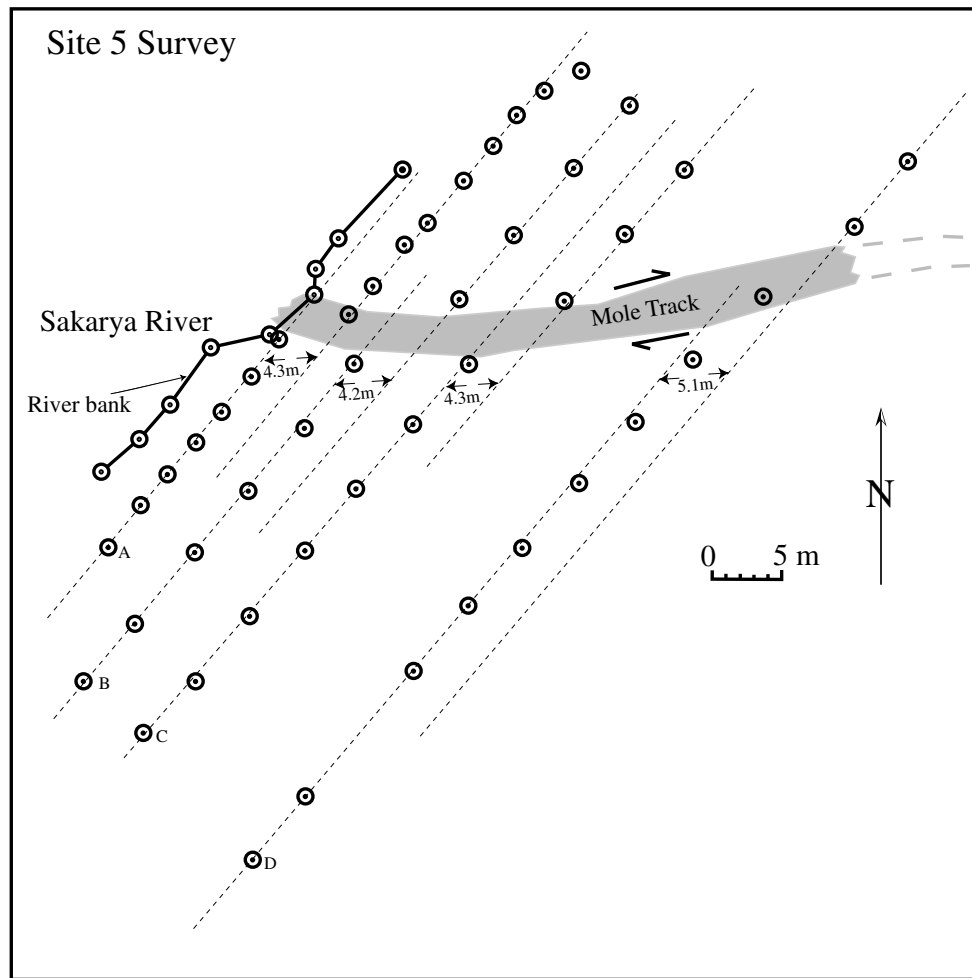 Site 5 Survey
Sakarya River
Mole Track
4.3m
River bank
4.2m
4.3m
5.1m
N
A
0 5 m
B
C
D